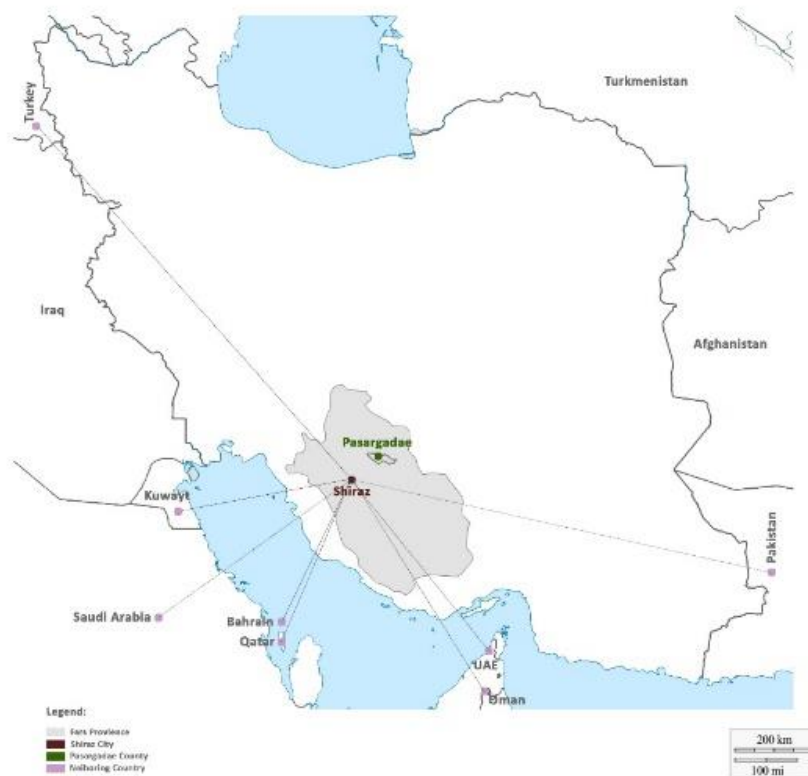 Turkey
Turkmenistan
Iraq
Afghanistan
Pasargadae
Shiraz
Kuwayt
Pakistan
Saudi Arabia
Bahrain
Qatar
UAE
Oman
Legend:
Fars Provience
Shiraz City
Pasargadae County
Neiboring Country
200 km
100 mi